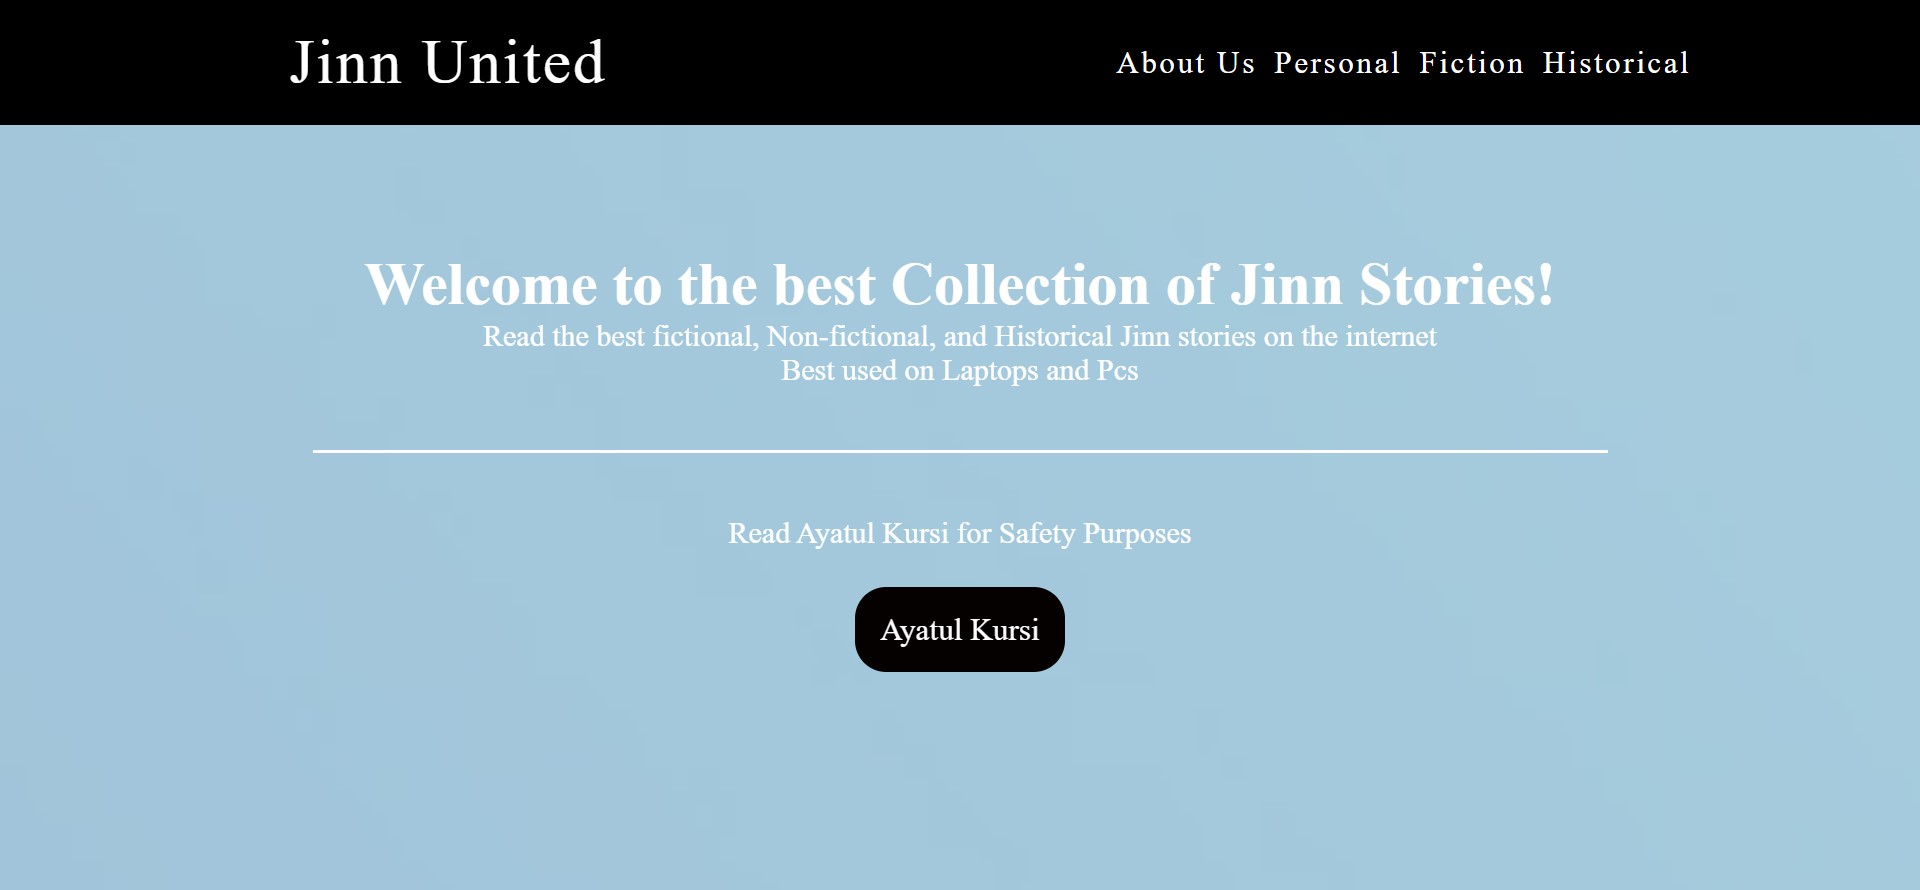 Jinn United
About Us Personal Fiction Historical
Welcome to the best Collection of Jinn Stories!
Read the best fictional, Non-fictional, and Historical Jinn stories on the internet
Best used on Laptops and Pcs
Read Ayatul Kursi for Safety Purposes
Ayatul Kursi